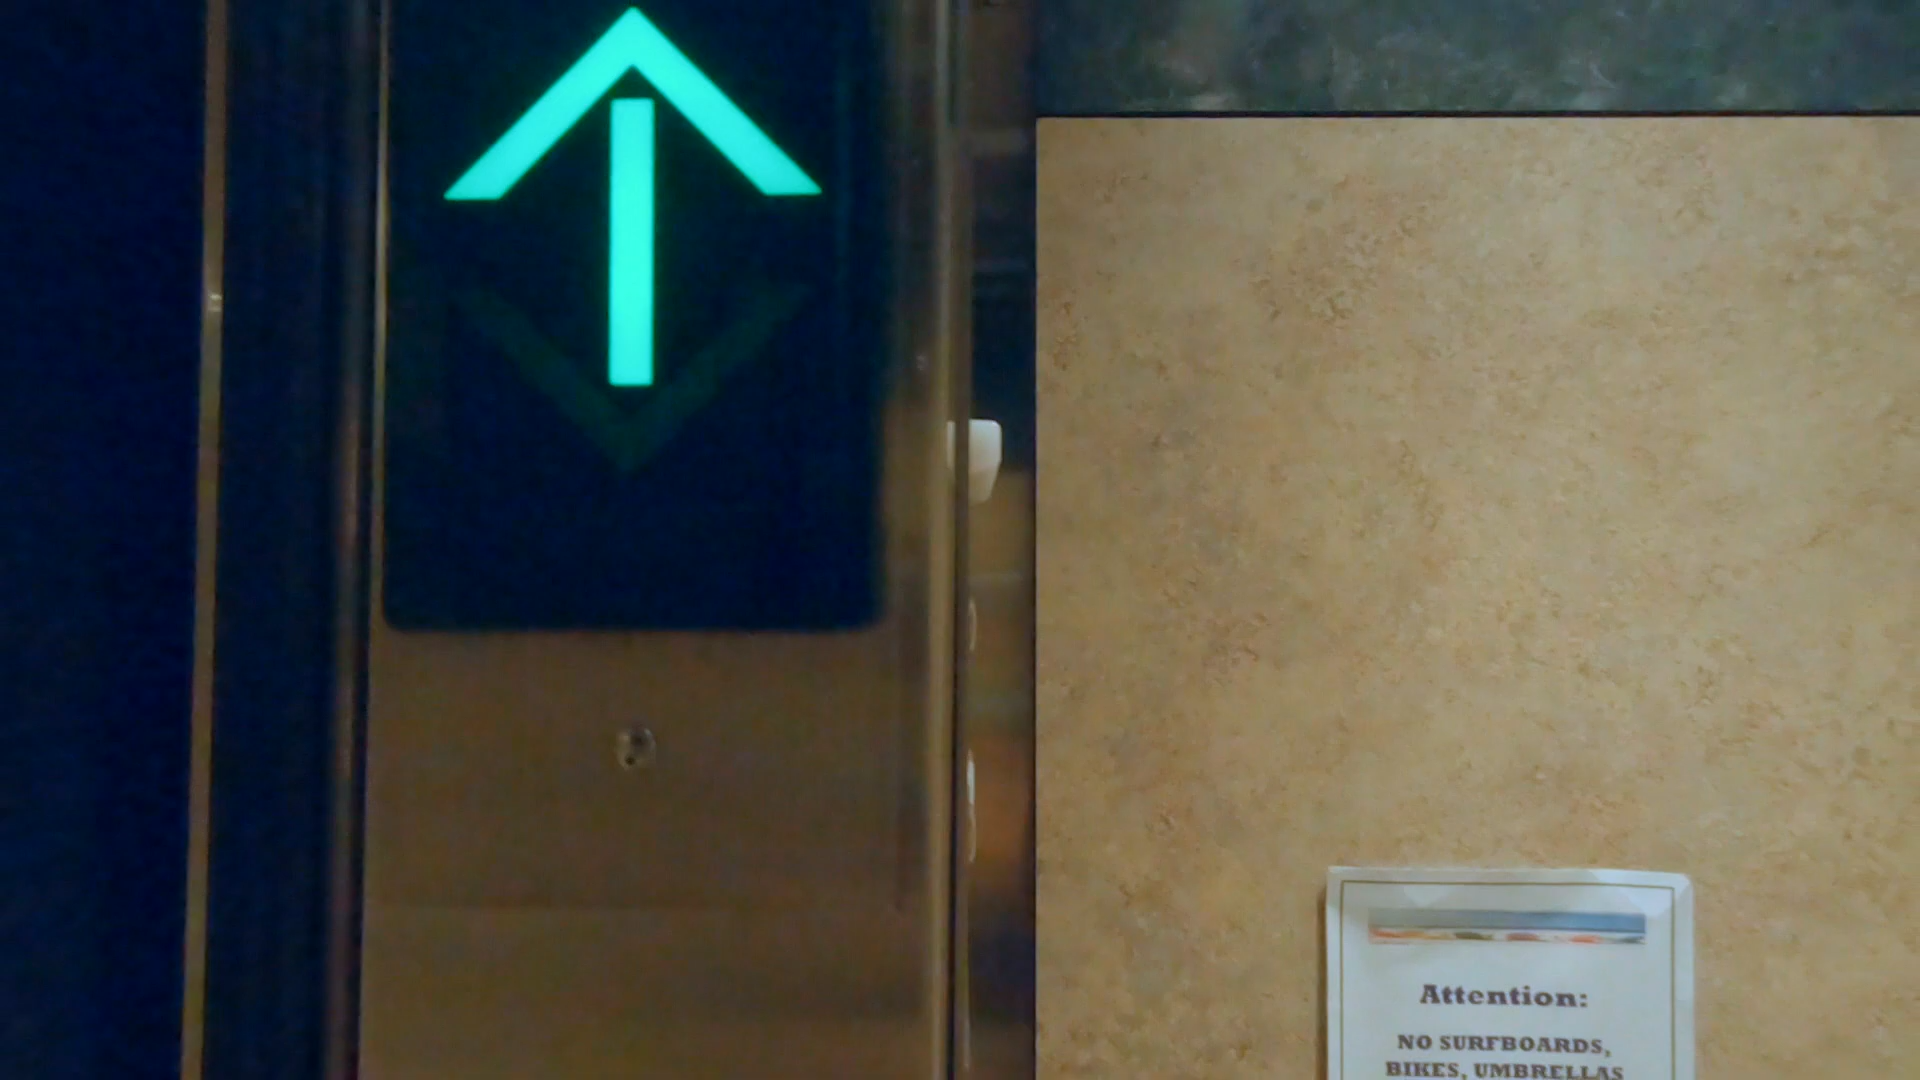 Attention:
NO SURFBOARDS,
BIKES, UMBRELLAS